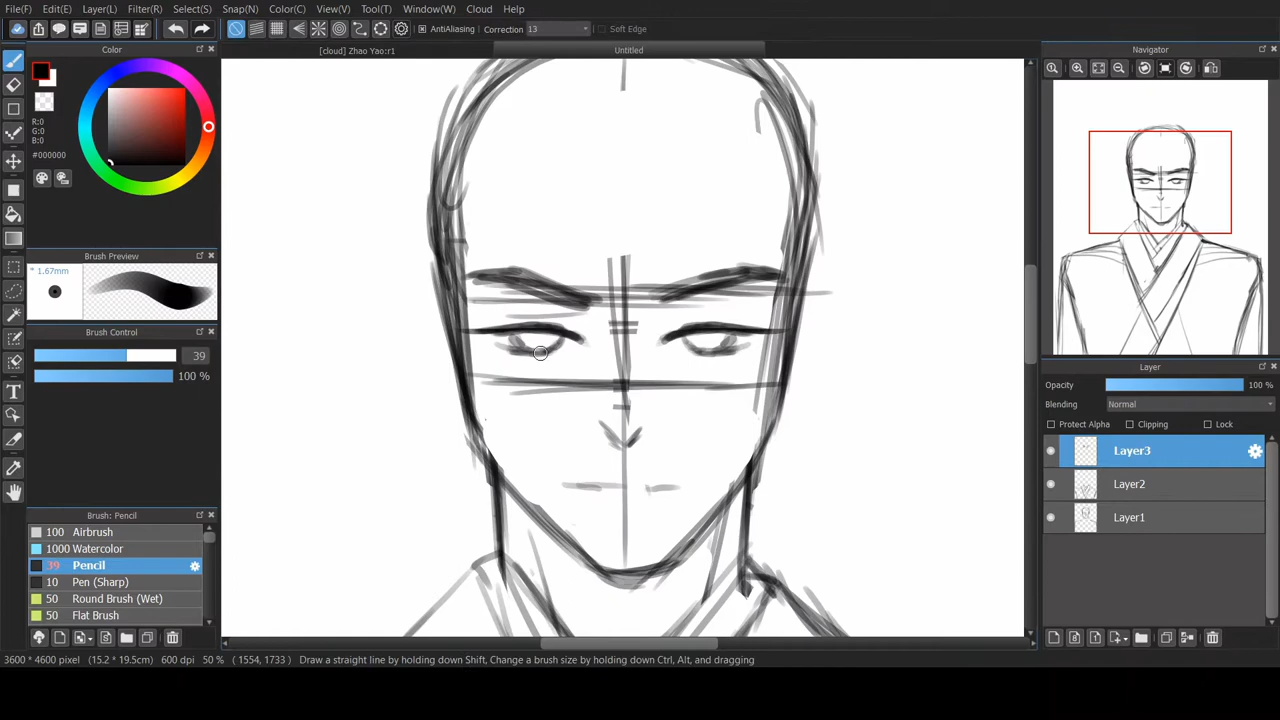 File(F) Edit(E) Layer(L) Filter(R) Select(S) Snap(N) Color(C) View(V) Tool(T) Window(W) Cloud Help
AntiAliasing Correction 13 Soft Edge
Color
[cloud] Zhao Yao:r1 Untitled
Navigator
R:0
G:0
B:0
#000000
Brush Preview
* 1.67mm
Brush Control
39
100 %
Brush: Pencil
100 Airbrush
1000 Watercolor
39 Pencil
10 Pen (Sharp)
50 Round Brush (Wet)
50 Flat Brush
Layer
Opacity 100 %
Blending Normal
Protect Alpha Clipping Lock
Layer3
Layer2
Layer1
3600 * 4600 pixel (15.2 * 19.5cm) 600 dpi 50 % ( 1554, 1733 ) Draw a straight line by holding down Shift, Change a brush size by holding down Ctrl, Alt, and dragging